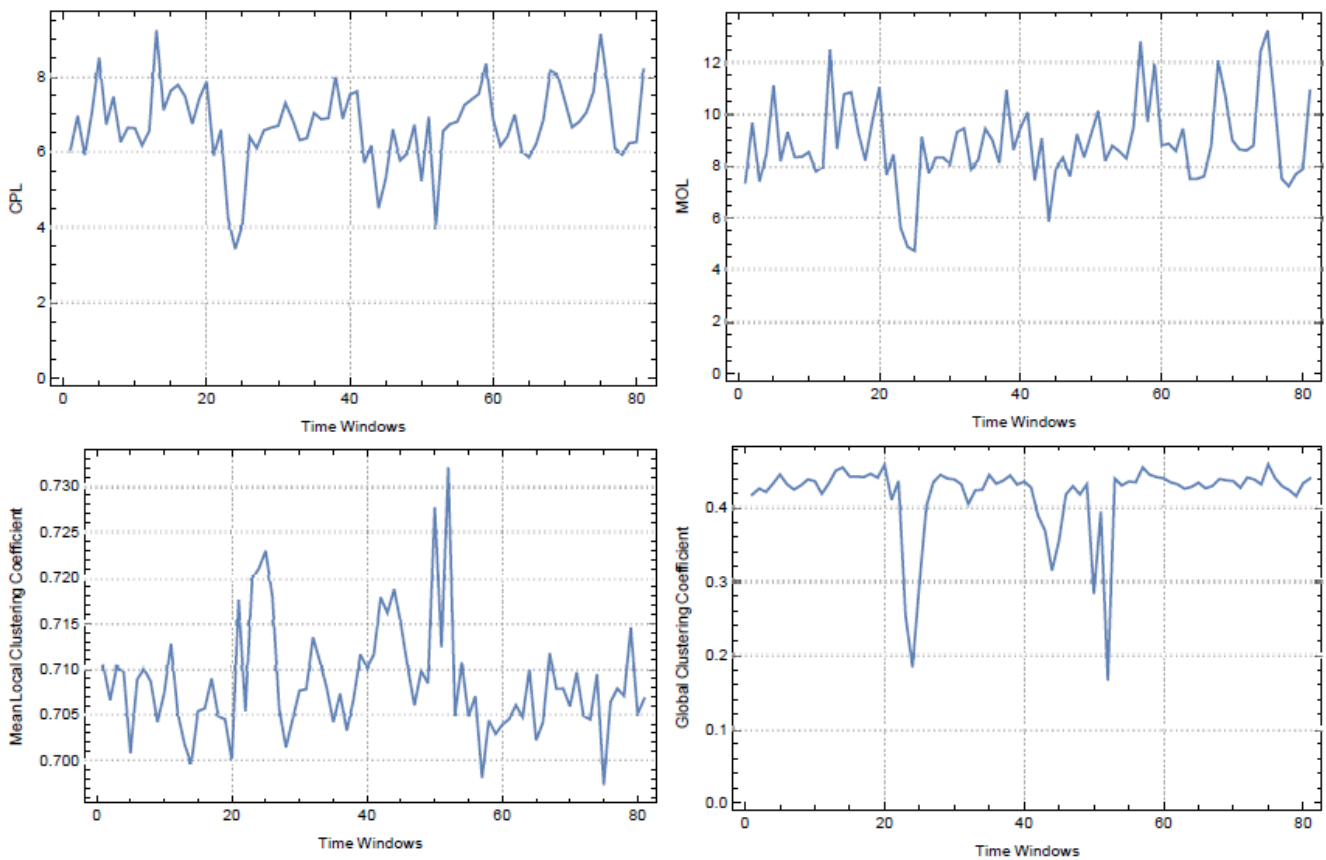 CPL
8
6
4
2
0
0 20 40 60 80
Time Windows
MOL
12
10
8
6
4
2
0
0 20 40 60 80
Time Windows
Mean Local Clustering Coefficient
0.730
0.725
0.720
0.715
0.710
0.705
0.700
0 20 40 60 80
Time Windows
Global Clustering Coefficient
0.4
0.3
0.2
0.1
0.0
0 20 40 60 80
Time Windows